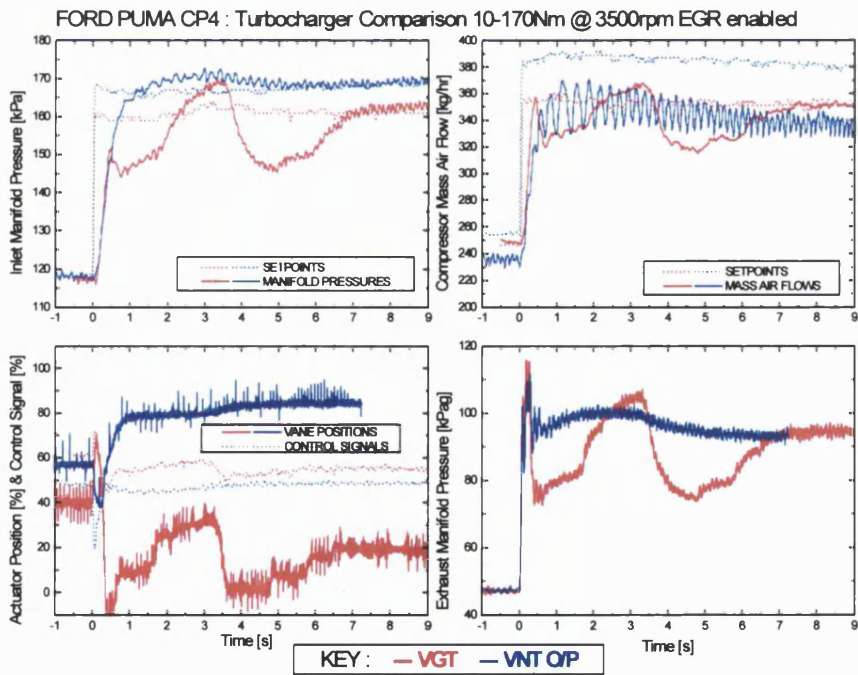 FORD PUMA CP4 : Turbocharger Comparison 10-170Nm @ 3500rpm EGR enabled
Inlet Manifold Pressure [kPa]
180
170
160
150
140
130
120
110
-1 0 1 2 3 4 5 6 7 8 9
SETPOINTS
MANIFOLD PRESSURES
Compressor Mass Air Flow [kg/hr]
400
380
360
340
320
300
280
260
240
220
200
-1 0 1 2 3 4 5 6 7 8 9
SETPOINTS
MASS AIR FLOWS
Actuator Position [%] & Control Signal [%]
100
80
60
40
20
0
-1 0 1 2 3 4 5 6 7 8 9
Time [s]
VANE POSITIONS
CONTROL SIGNALS
Exhaust Manifold Pressure [kPag]
120
100
80
60
40
-1 0 1 2 3 4 5 6 7 8 9
Time [s]
KEY : VGT VNT O/P